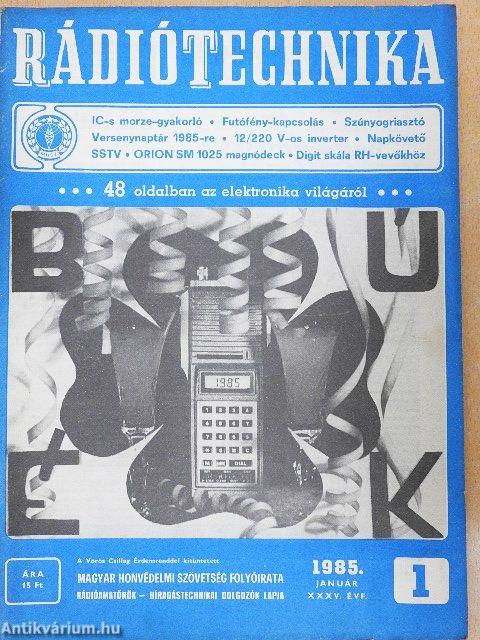 RÁDIÓTECHNIKA
IC-s morze-gyakorló • Futófény-kapcsolás • Szúnyogriasztó
Versenynaptár 1985-re • 12/220 V-os inverter • Napkövető
SSTV • ORION SM 1025 magnódeck • Digit skála RH-vevőkhöz
••• 48 oldalban az elektronika világáról •••
B Ú
1985
DIAL
É K
ÁRA
15 Ft
A Vörös Csillag Érdemrenddel kitüntetett
MAGYAR HONVÉDELMI SZÖVETSÉG FOLYÓIRATA
RÁDIÓAMATŐRÖK – HÍRADÁSTECHNIKAI DOLGOZÓK LAPJA
1985.
JANUÁR
XXXV. ÉVF.
1
Antikvárium.hu